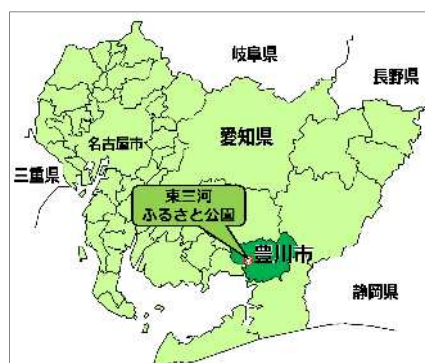 岐阜県
長野県
愛知県
名古屋市
三重県
東三河
ふるさと公園
豊川市
静岡県